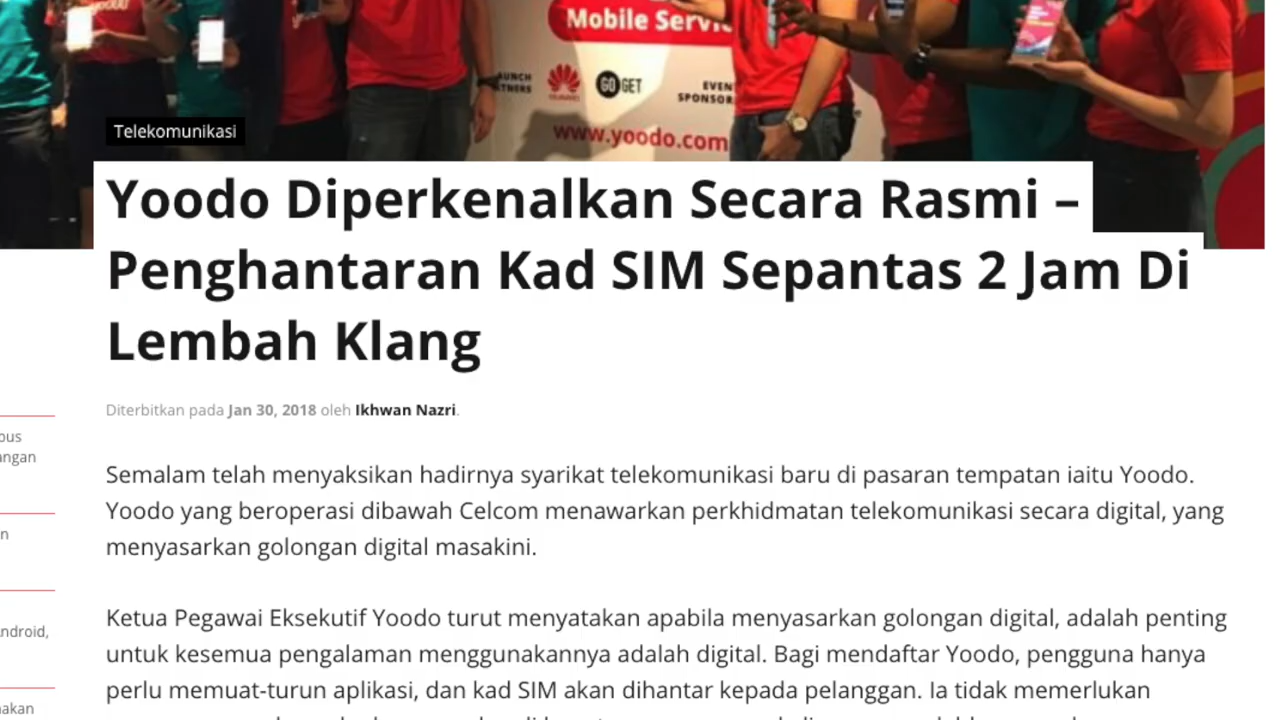 Mobile
HUAWEI
GO GET
EVEN
SPONSOR
www.yoodo.com
Telekomunikasi
Yoodo Diperkenalkan Secara Rasmi –
Penghantaran Kad SIM Sepantas 2 Jam Di
Lembah Klang
Diterbitkan pada Jan 30, 2018 oleh Ikhwan Nazri.
Semalam telah menyaksikan hadirnya syarikat telekomunikasi baru di pasaran tempatan iaitu Yoodo.
Yoodo yang beroperasi dibawah Celcom menawarkan perkhidmatan telekomunikasi secara digital, yang
menyasarkan golongan digital masakini.
Ketua Pegawai Eksekutif Yoodo turut menyatakan apabila menyasarkan golongan digital, adalah penting
untuk kesemua pengalaman menggunakannya adalah digital. Bagi mendaftar Yoodo, pengguna hanya
perlu memuat-turun aplikasi, dan kad SIM akan dihantar kepada pelanggan. Ia tidak memerlukan